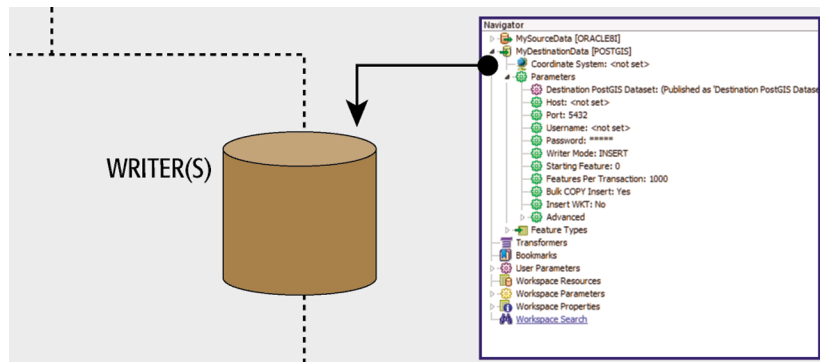 WRITER(S)
Navigator
MySourceData [ORACLE8I]
MyDestinationData [POSTGIS]
Coordinate System: <not set>
Parameters
Destination PostGIS Dataset: (Published as 'Destination PostGIS Datase
Host: <not set>
Port: 5432
Username: <not set>
Password: *****
Writer Mode: INSERT
Starting Feature: 0
Features Per Transaction: 1000
Bulk COPY Insert: Yes
Insert WKT: No
Advanced
Feature Types
Transformers
Bookmarks
User Parameters
Workspace Resources
Workspace Parameters
Workspace Properties
Workspace Search